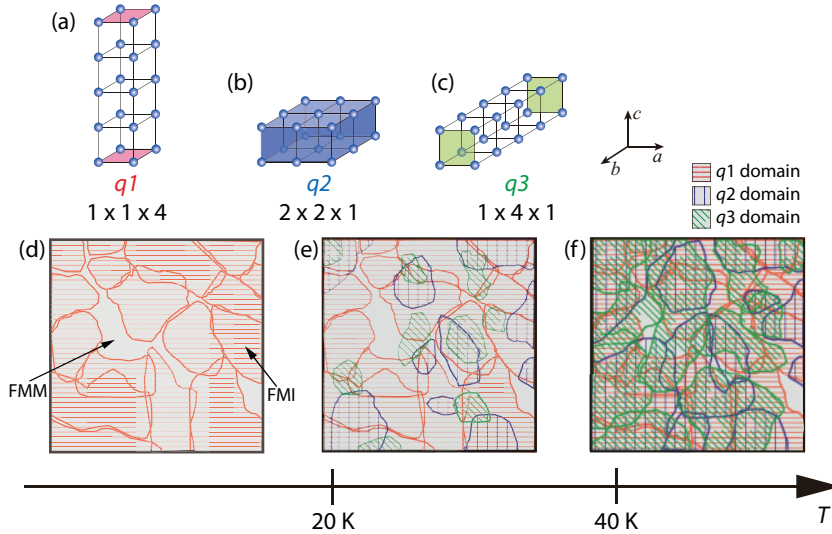 (a)
(b)
(c)
c
b
a
q1
q2
q3
1 x 1 x 4
2 x 2 x 1
1 x 4 x 1
q1 domain
q2 domain
q3 domain
(d)
(e)
(f)
FMM
FMI
20 K
40 K
T